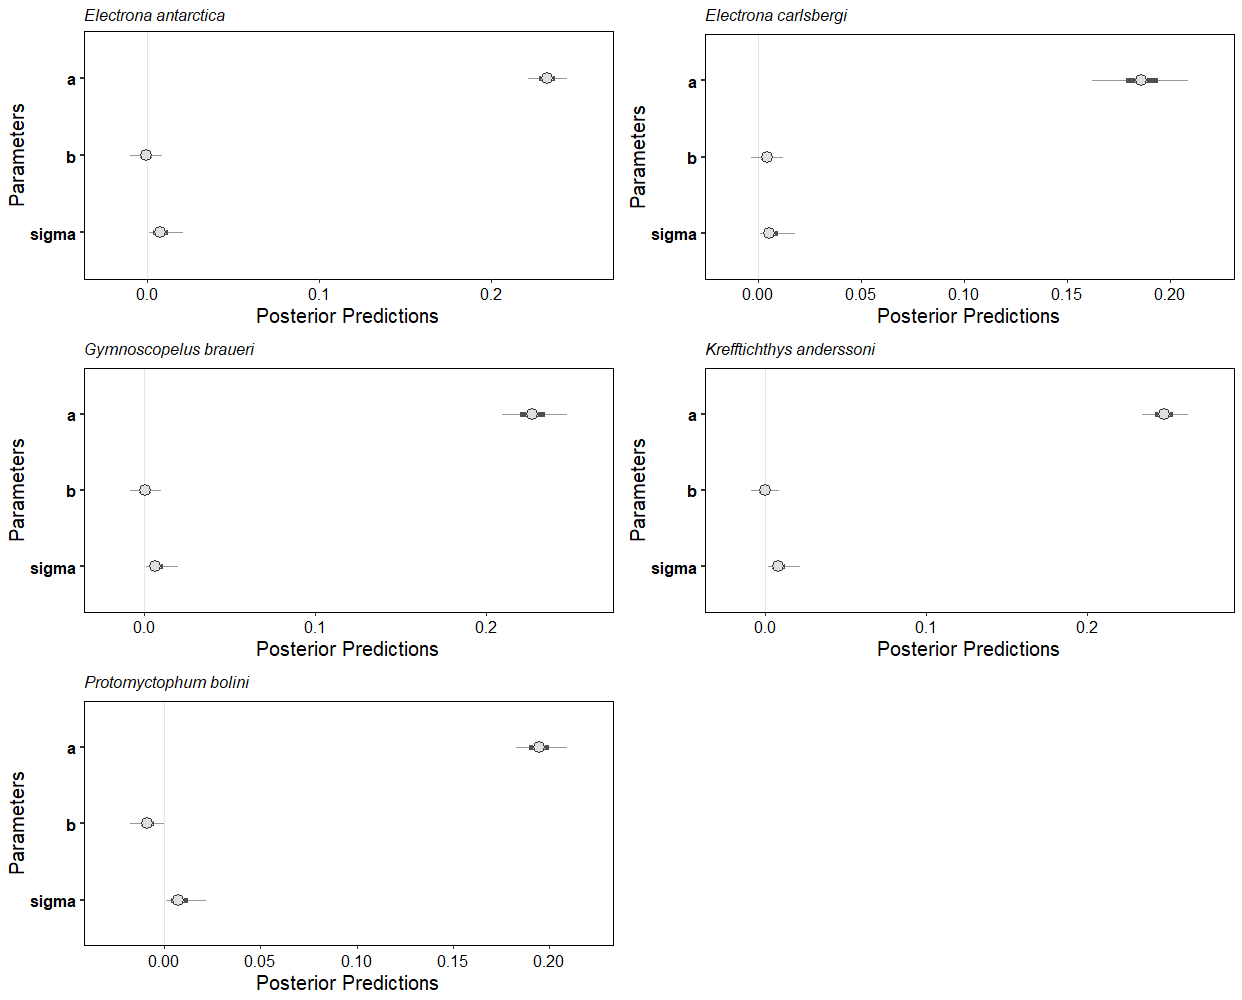 Electrona antarctica
Parameters
a
b
sigma
0.0 0.1 0.2
Posterior Predictions
Electrona carlsbergi
Parameters
a
b
sigma
0.00 0.05 0.10 0.15 0.20
Posterior Predictions
Gymnoscopelus braueri
Parameters
a
b
sigma
0.0 0.1 0.2
Posterior Predictions
Krefftichthys anderssoni
Parameters
a
b
sigma
0.0 0.1 0.2
Posterior Predictions
Protomyctophum bolini
Parameters
a
b
sigma
0.00 0.05 0.10 0.15 0.20
Posterior Predictions